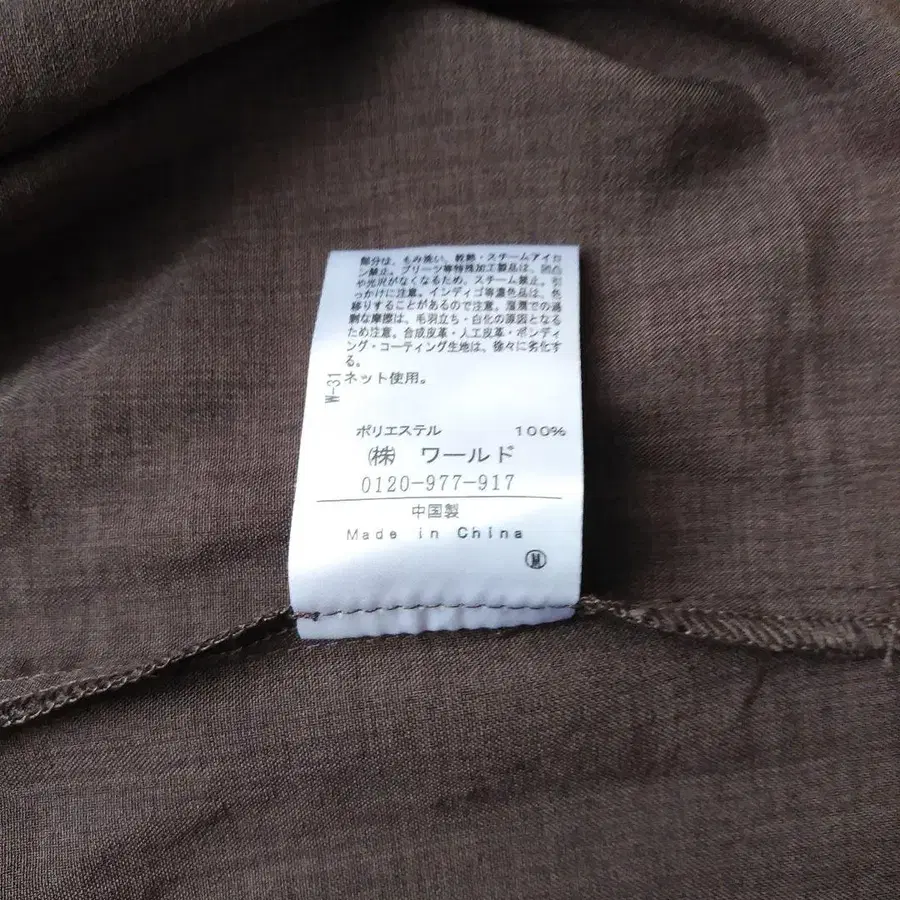 部分は、もみ洗い、乾熱・スチームアイロ
ン禁止。プリーツ等特殊加工製品は、凹凸
や光沢がなくなるため、スチーム禁止。引
っかけに注意。インディゴ等濃色品は、色
移りすることがあるので注意。湿潤での過
剰な摩擦は、毛羽立ち・白化の原因となる
ため注意。合成皮革・人工皮革・ボンディ
ング・コーティング生地は、徐々に劣化す
る。
W-31
ネット使用。
ポリエステル 100%
㈱ ワールド
0120-977-917
中国製
Made in China
Ⓜ